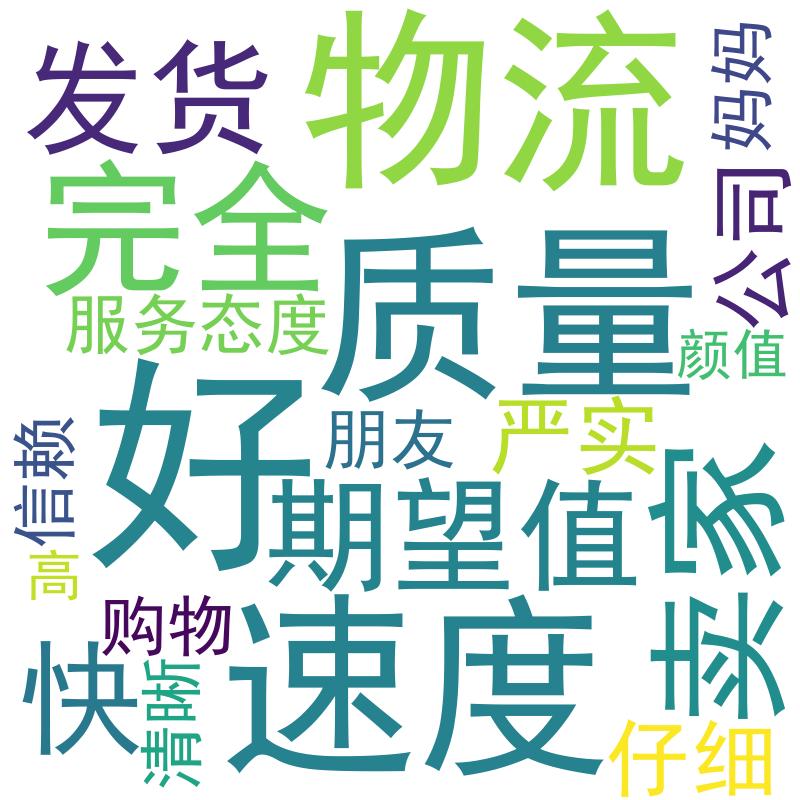 物流
发货
妈妈
完全
公司
质量
服务态度
颜值
好
朋友
严实
信赖
期望值
卖家
高
购物
速度
快
清晰
仔细